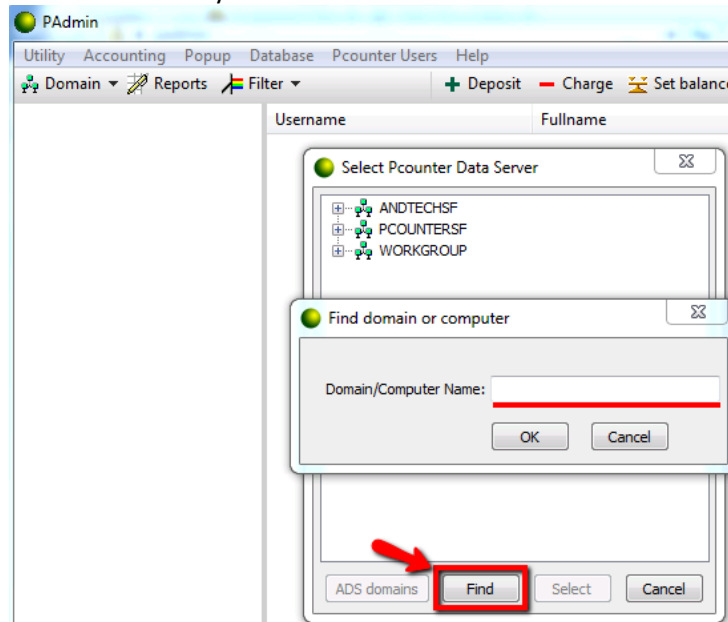 PAdmin
Utility Accounting Popup Database Pcounter Users Help
Domain Reports Filter Deposit Charge Set balance
Username Fullname
Select Pcounter Data Server
ANDTECHSF
PCOUNTERSF
WORKGROUP
Find domain or computer
Domain/Computer Name:
OK Cancel
ADS domains Find Select Cancel